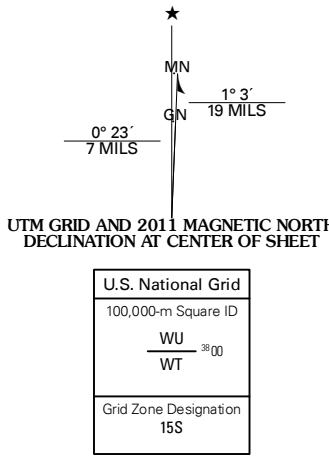 ★
MN
GN
1° 3´
19 MILS
0° 23´
7 MILS
UTM GRID AND 2011 MAGNETIC NORTH
DECLINATION AT CENTER OF SHEET
U.S. National Grid
100,000-m Square ID
WU
3800
WT
Grid Zone Designation
15S